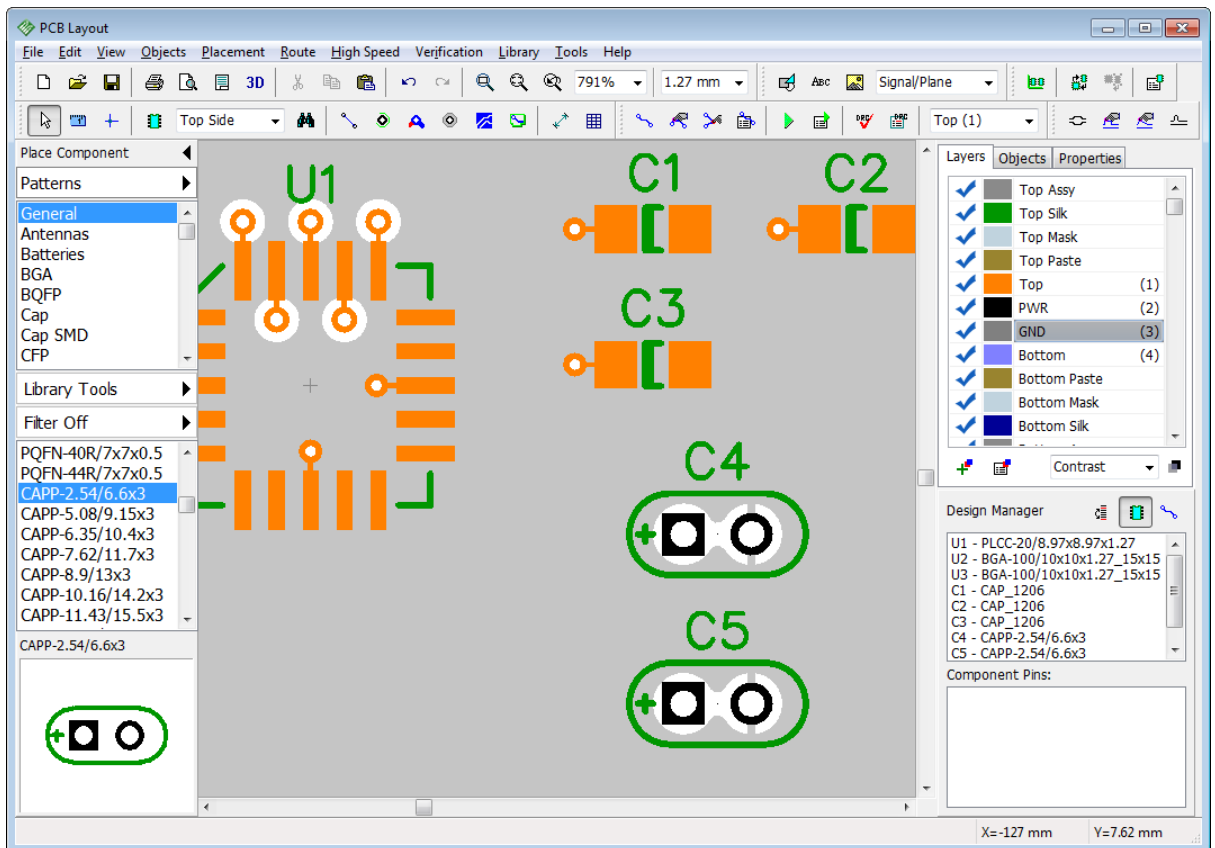 PCB Layout
File Edit View Objects Placement Route High Speed Verification Library Tools Help
3D 791% 1.27 mm ABC Signal/Plane
Top Side DRC DRC Top (1)
Place Component
Patterns
General
Antennas
Batteries
BGA
BQFP
Cap
Cap SMD
CFP
Library Tools
Filter Off
PQFN-40R/7x7x0.5
PQFN-44R/7x7x0.5
CAPP-2.54/6.6x3
CAPP-5.08/9.15x3
CAPP-6.35/10.4x3
CAPP-7.62/11.7x3
CAPP-8.9/13x3
CAPP-10.16/14.2x3
CAPP-11.43/15.5x3
CAPP-2.54/6.6x3
+
U1
C1
C2
C3
C4
+
C5
+
Layers Objects Properties
Top Assy
Top Silk
Top Mask
Top Paste
Top (1)
PWR (2)
GND (3)
Bottom (4)
Bottom Paste
Bottom Mask
Bottom Silk
Contrast
Design Manager
U1 - PLCC-20/8.97x8.97x1.27
U2 - BGA-100/10x10x1.27_15x15
U3 - BGA-100/10x10x1.27_15x15
C1 - CAP_1206
C2 - CAP_1206
C3 - CAP_1206
C4 - CAPP-2.54/6.6x3
C5 - CAPP-2.54/6.6x3
Component Pins:
X=-127 mm Y=7.62 mm